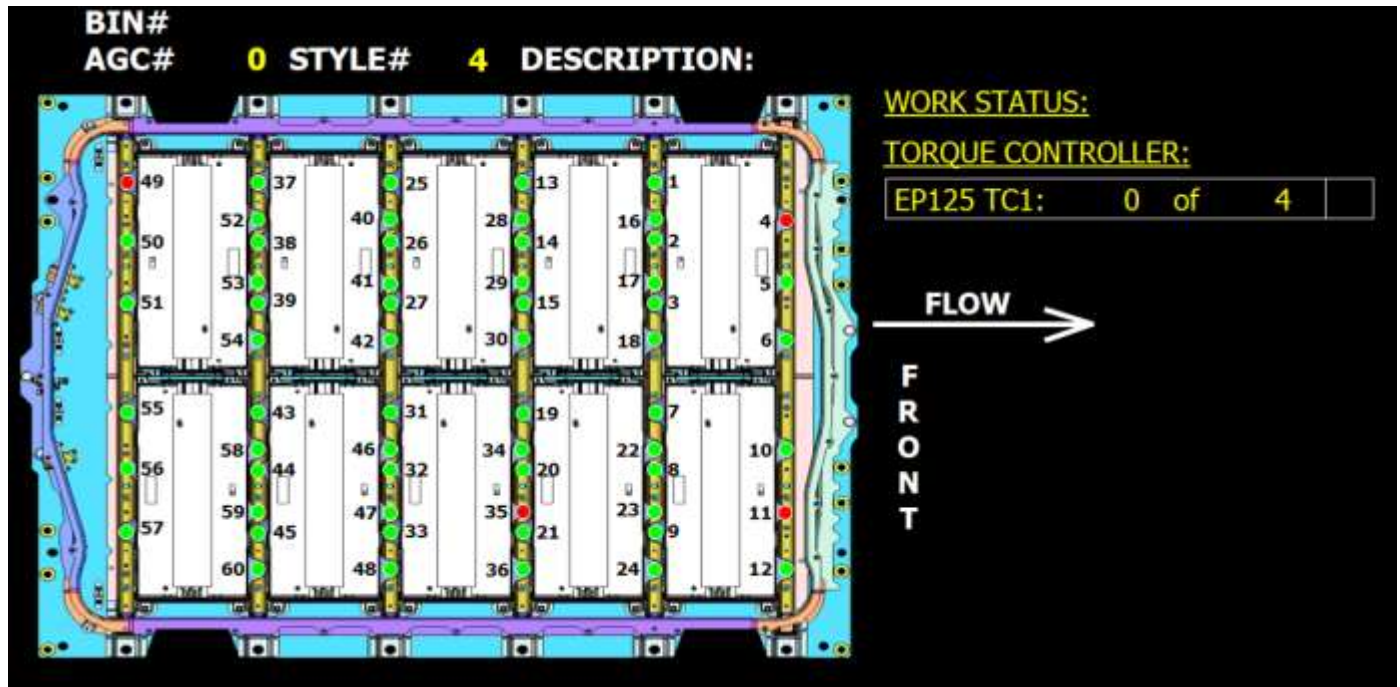 BIN#
AGC# 0 STYLE# 4 DESCRIPTION:
WORK STATUS:
TORQUE CONTROLLER:
EP125 TC1: 0 of 4
FLOW
FRONT
49 37 25 13 1
52 40 28 16 4
50 38 26 14 2
53 41 29 17 5
51 39 27 15 3
54 42 30 18 6
55 43 31 19 7
58 46 34 22 10
56 44 32 20 8
59 47 35 23 11
57 45 33 21 9
60 48 36 24 12